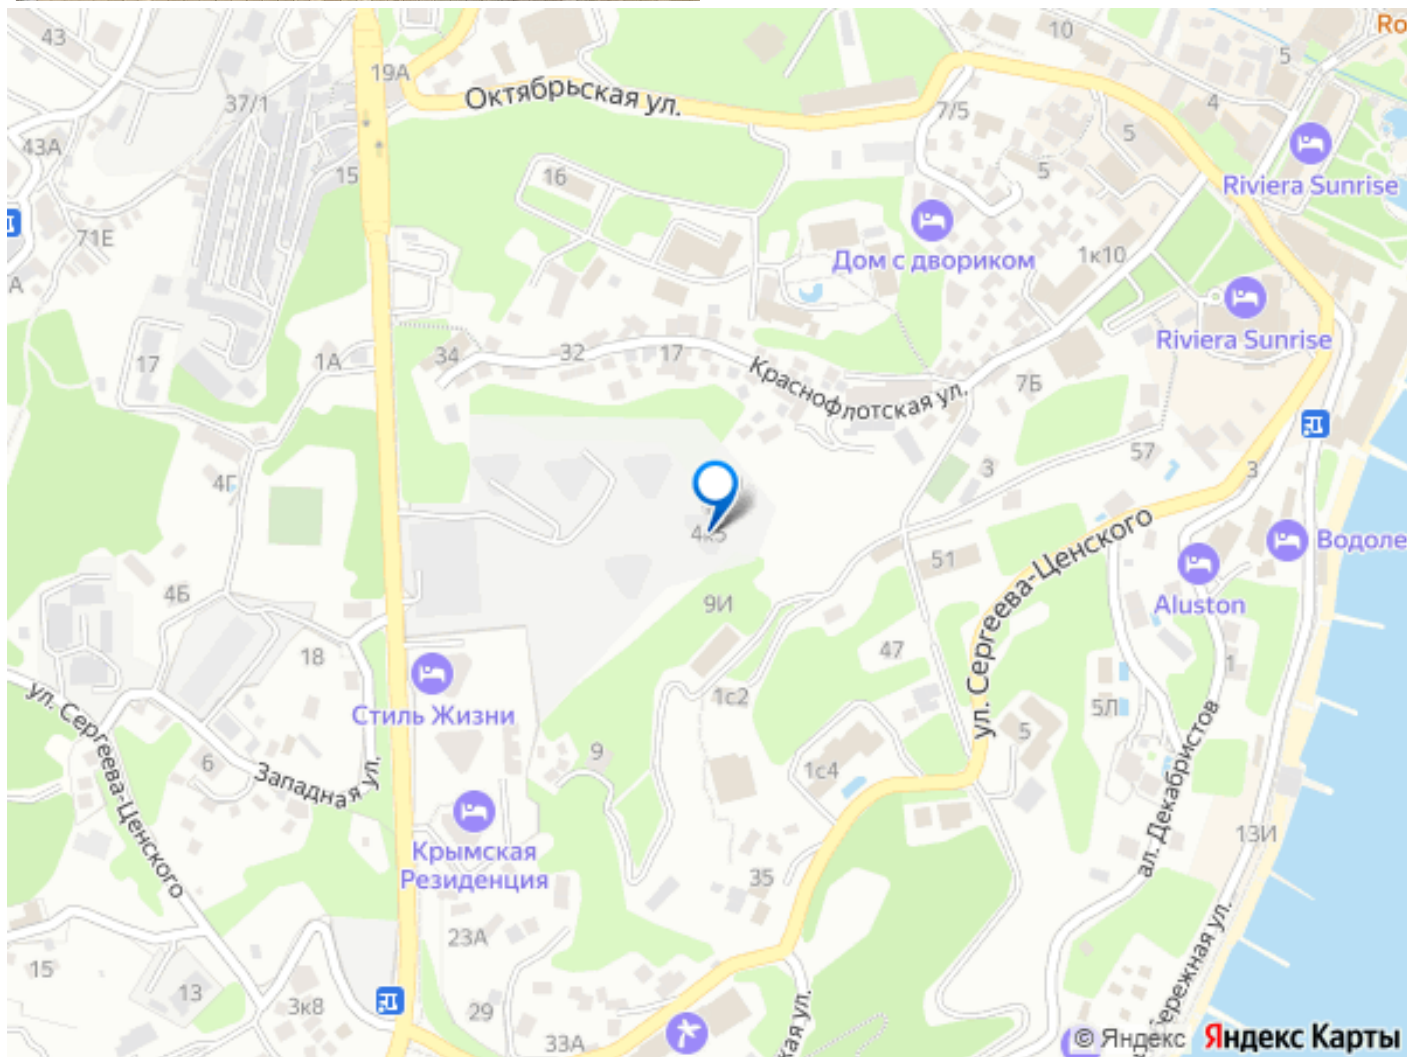 43
10
Ro
5
19А
37/1
Октябрьская ул.
4
7/5
5
43А
15
16
5
Riviera Sunrise
71Е
1к10
Дом с двориком
А
Riviera Sunrise
17
1А
34
32
17
Краснофлотская ул.
7Б
4Г
3
57
3
4к5
ул. Сергеева-Ценского
Водоле
51
Aluston
4Б
9И
18
47
1
1с2
5Л
Стиль Жизни
5
ул. Сергеева-Ценского
6
Западная ул.
9
1с4
ал. Декабристов
13И
Крымская
Резиденция
35
23А
15
13
3к8
29
33А
кая ул.
ережная ул.
© Яндекс Яндекс Карты